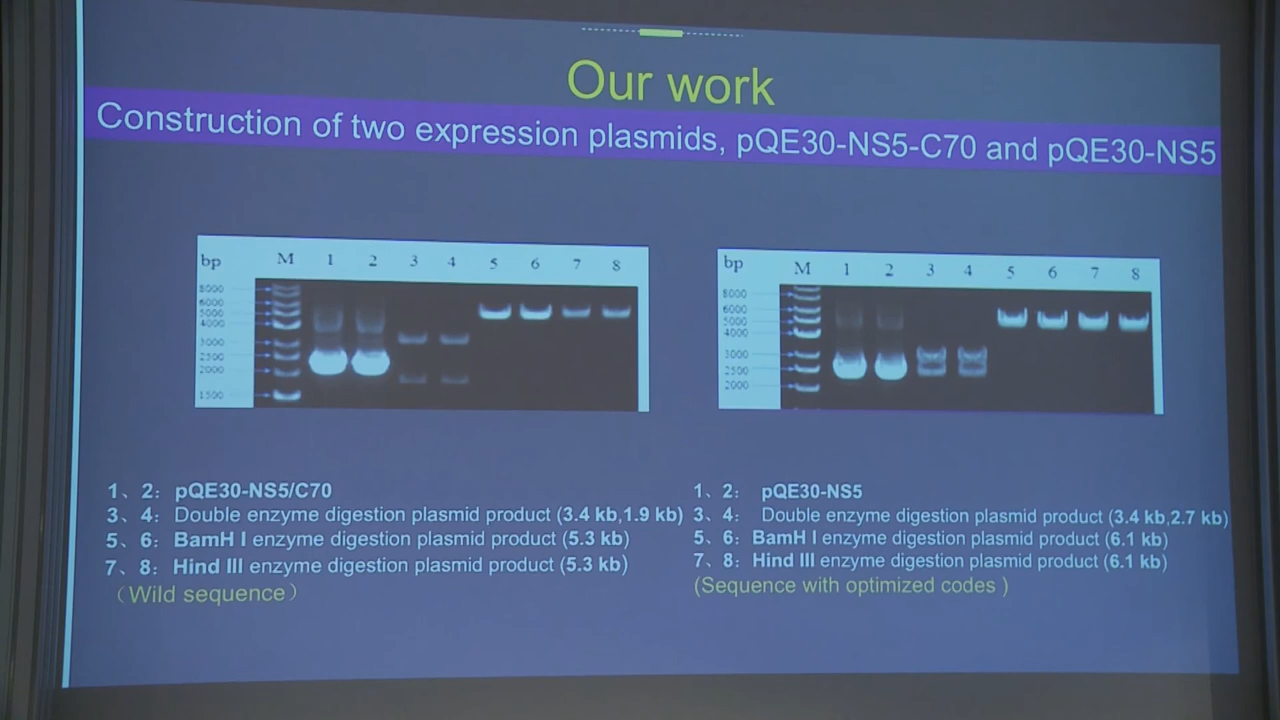 Our work
Construction of two expression plasmids, pQE30-NS5-C70 and pQE30-NS5
bp M 1 2 3 4 5 6 7 8
8000
6000
5000
4000
3000
2500
2000
1500
bp M 1 2 3 4 5 6 7 8
8000
6000
5000
4000
3000
2500
2000
1、2: pQE30-NS5/C70
3、4: Double enzyme digestion plasmid product (3.4 kb,1.9 kb)
5、6: BamH I enzyme digestion plasmid product (5.3 kb)
7、8: Hind III enzyme digestion plasmid product (5.3 kb)
（Wild sequence）
1、2: pQE30-NS5
3、4: Double enzyme digestion plasmid product (3.4 kb,2.7 kb)
5、6: BamH I enzyme digestion plasmid product (6.1 kb)
7、8: Hind III enzyme digestion plasmid product (6.1 kb)
(Sequence with optimized codes )